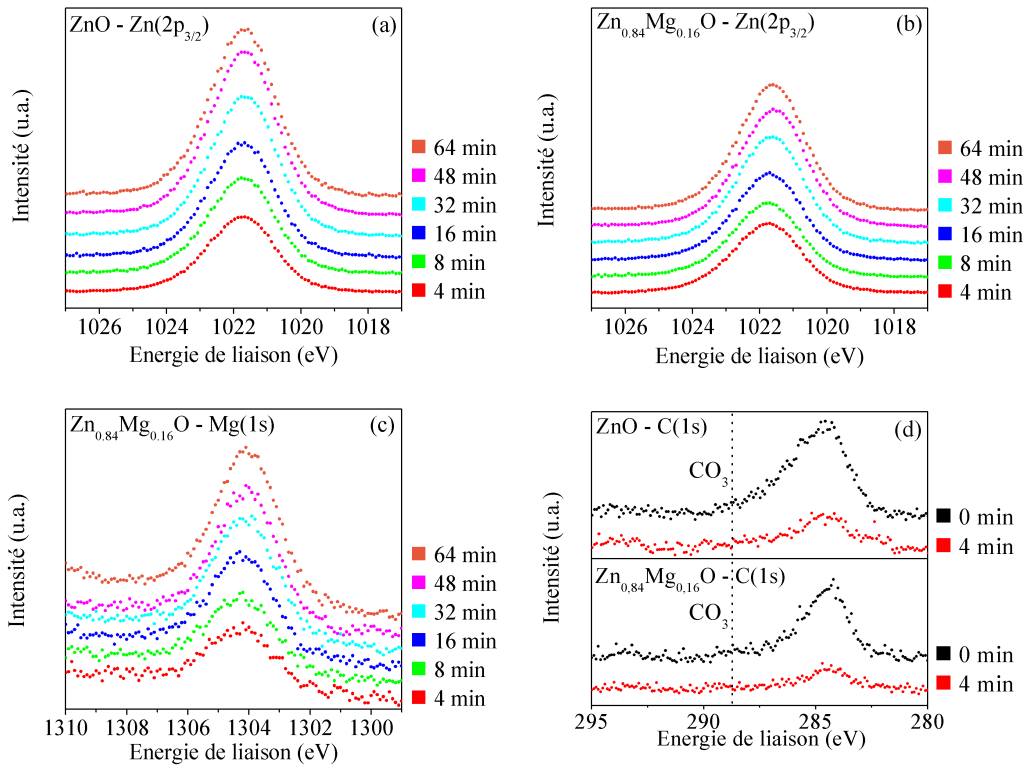 ZnO - Zn(2p3/2)
(a)
Intensité (u.a.)
64 min
48 min
32 min
16 min
8 min
4 min
1026 1024 1022 1020 1018
Energie de liaison (eV)
Zn0.84Mg0.16O - Zn(2p3/2)
(b)
Intensité (u.a.)
64 min
48 min
32 min
16 min
8 min
4 min
1026 1024 1022 1020 1018
Energie de liaison (eV)
Zn0.84Mg0.16O - Mg(1s)
(c)
Intensité (u.a.)
64 min
48 min
32 min
16 min
8 min
4 min
1310 1308 1306 1304 1302 1300
Energie de liaison (eV)
ZnO - C(1s)
(d)
CO3
Intensité (u.a.)
0 min
4 min
Zn0,84Mg0,16O - C(1s)
CO3
0 min
4 min
295 290 285 280
Energie de liaison (eV)